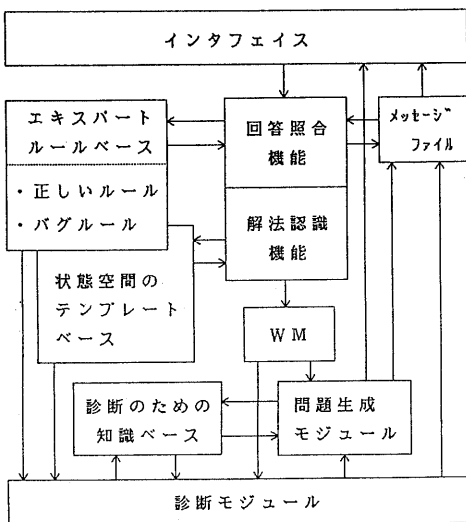 インタフェイス
エキスパート
ルールベース
・正しいルール
・バグルール
回答照合
機能
メッセージ
ファイル
解法認識
機能
状態空間の
テンプレート
ベース
WM
診断のための
知識ベース
問題生成
モジュール
診断モジュール